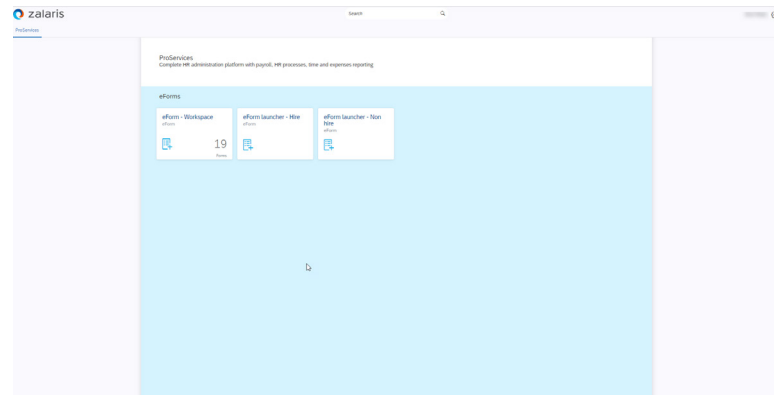 zalaris
Search
ProServices
ProServices
Complete HR administration platform with payroll, HR processes, time and expenses reporting
eForms
eForm - Workspace
eForm
19
eForm launcher - Hire
eForm
eForm launcher - Non
hire
eForm